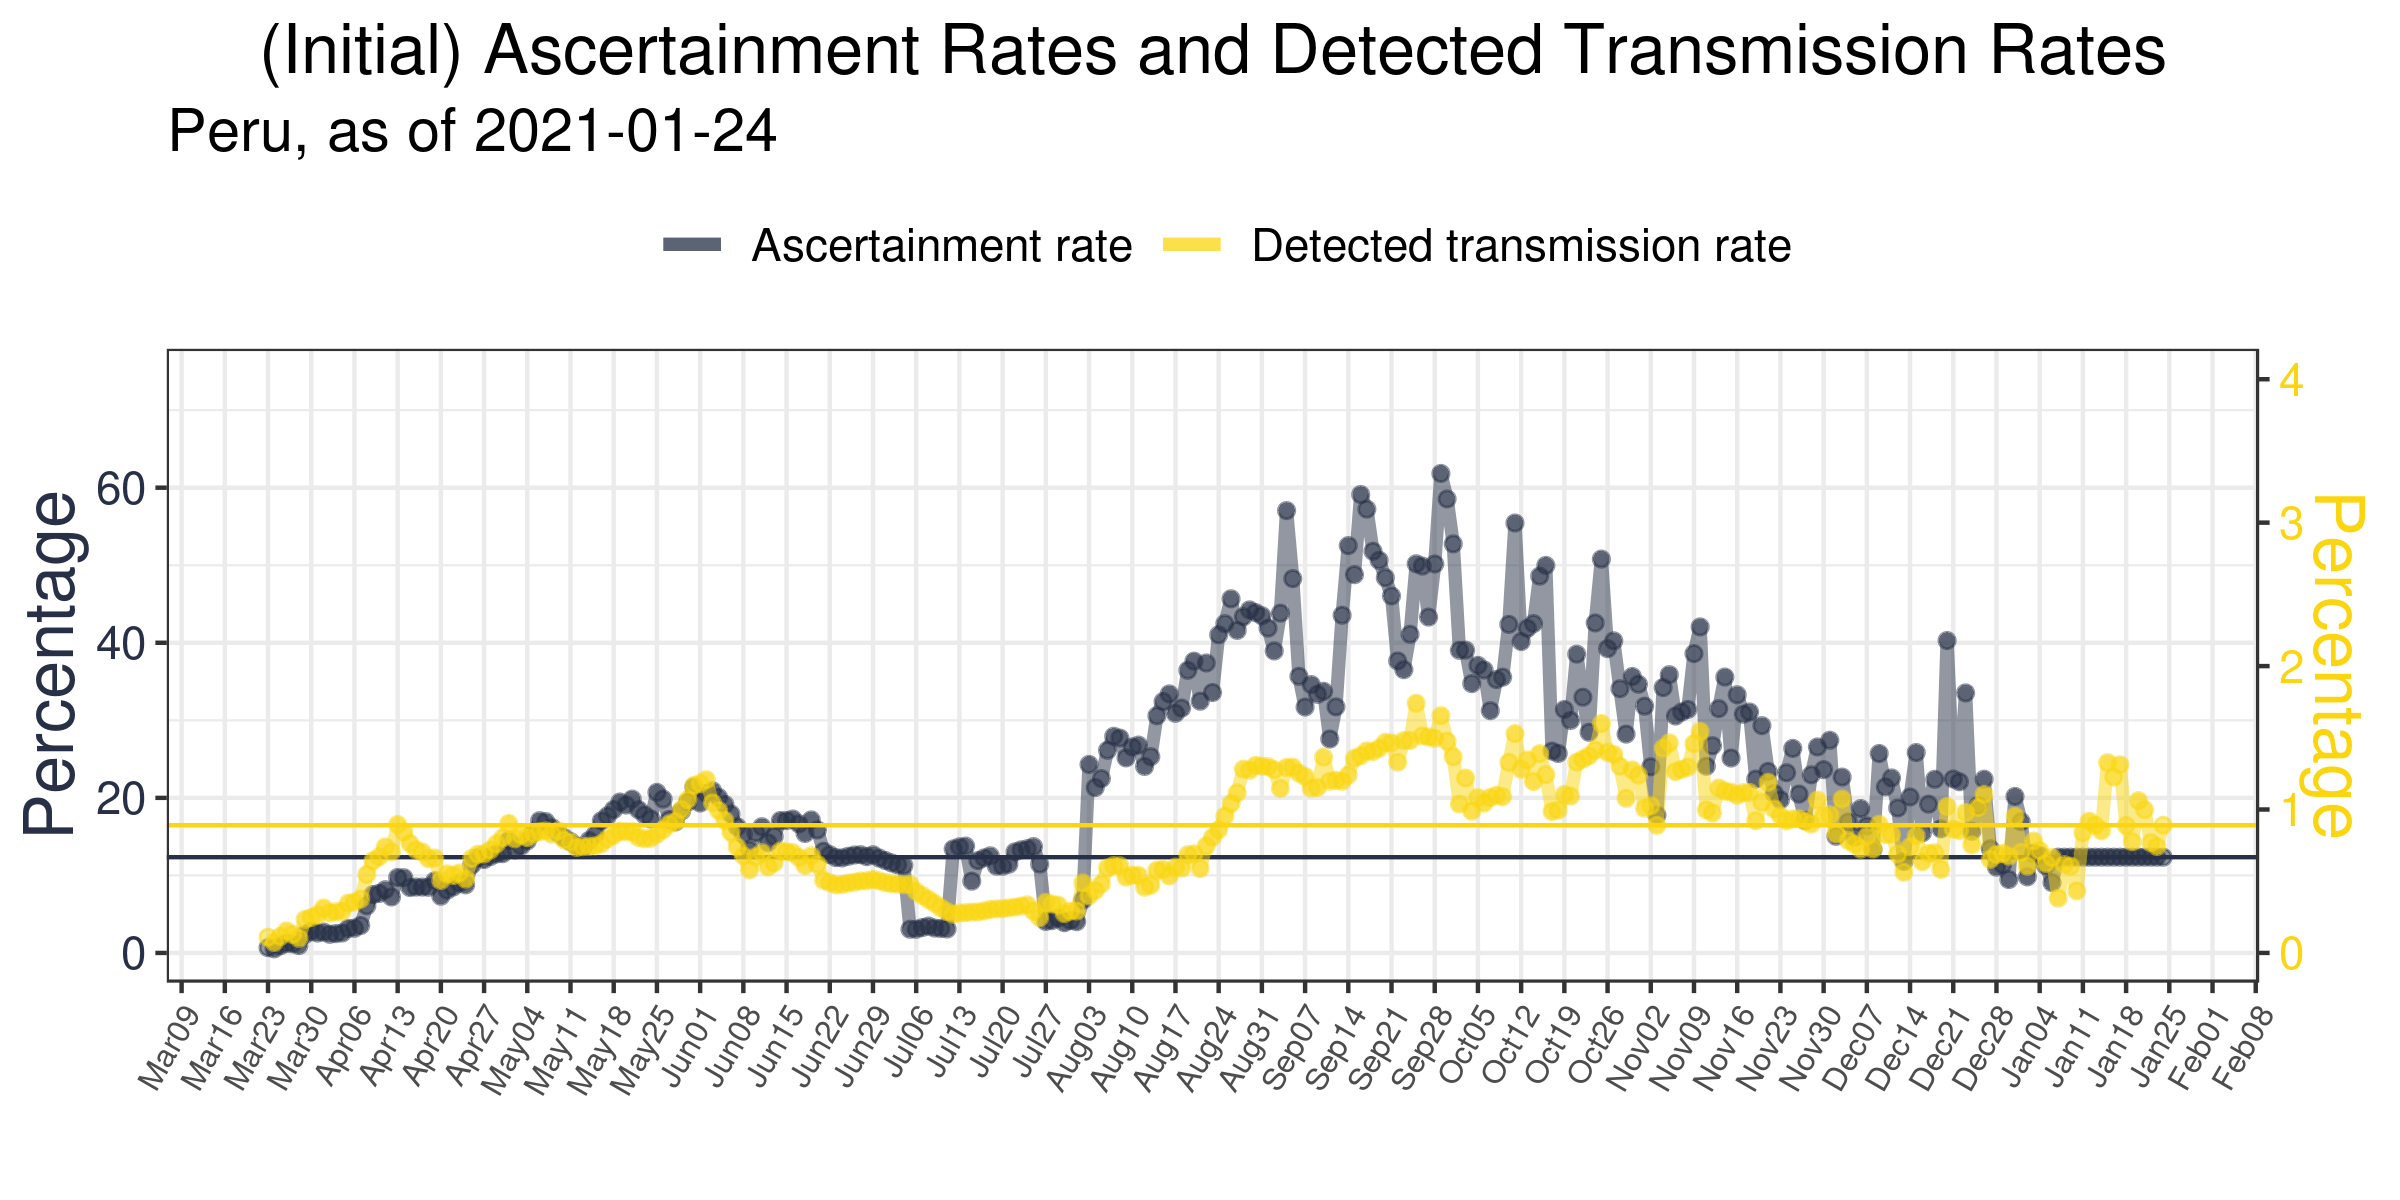 (Initial) Ascertainment Rates and Detected Transmission Rates
Peru, as of 2021-01-24
Ascertainment rate Detected transmission rate
Percentage
60
40
20
0
4
3
2
1
0
Percentage
Mar09 Mar16 Mar23 Mar30 Apr06 Apr13 Apr20 Apr27 May04 May11 May18 May25 Jun01 Jun08 Jun15 Jun22 Jun29 Jul06 Jul13 Jul20 Jul27 Aug03 Aug10 Aug17 Aug24 Aug31 Sep07 Sep14 Sep21 Sep28 Oct05 Oct12 Oct19 Oct26 Nov02 Nov09 Nov16 Nov23 Nov30 Dec07 Dec14 Dec21 Dec28 Jan04 Jan11 Jan18 Jan25 Feb01 Feb08